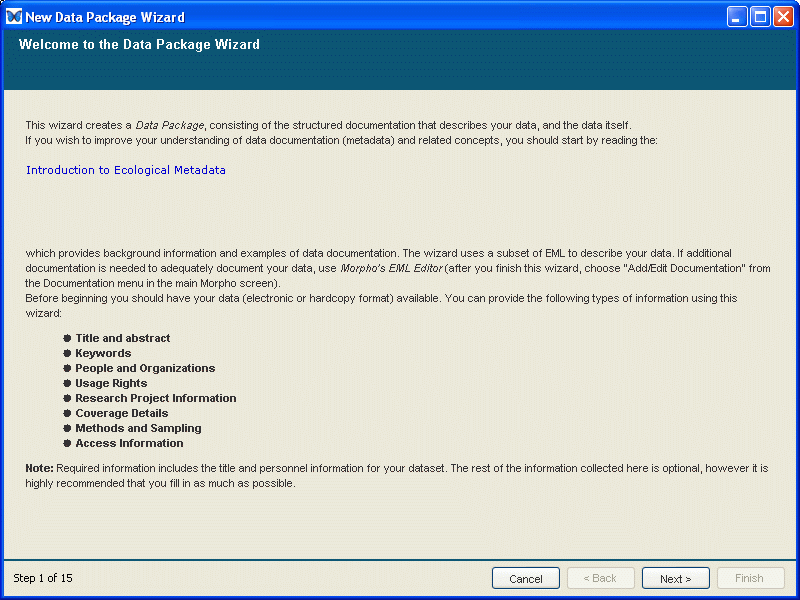 New Data Package Wizard
Welcome to the Data Package Wizard
This wizard creates a Data Package, consisting of the structured documentation that describes your data, and the data itself.
If you wish to improve your understanding of data documentation (metadata) and related concepts, you should start by reading the:
Introduction to Ecological Metadata
which provides background information and examples of data documentation. The wizard uses a subset of EML to describe your data. If additional
documentation is needed to adequately document your data, use Morpho's EML Editor (after you finish this wizard, choose "Add/Edit Documentation" from
the Documentation menu in the main Morpho screen).
Before beginning you should have your data (electronic or hardcopy format) available. You can provide the following types of information using this
wizard:
● Title and abstract
● Keywords
● People and Organizations
● Usage Rights
● Research Project Information
● Coverage Details
● Methods and Sampling
● Access Information
Note: Required information includes the title and personnel information for your dataset. The rest of the information collected here is optional, however it is
highly recommended that you fill in as much as possible.
Step 1 of 15
Cancel
< Back
Next >
Finish